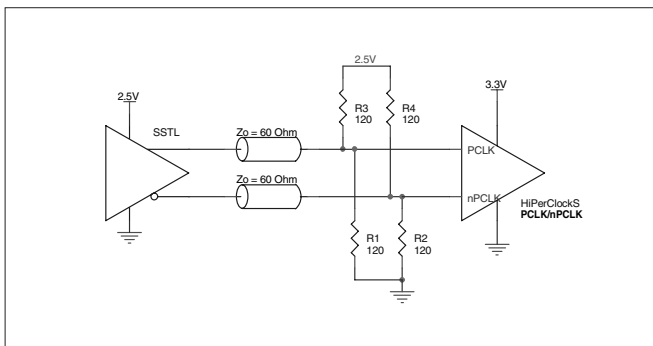 2.5V
3.3V
2.5V
SSTL
Zo = 60 Ohm
R3
120
R4
120
PCLK
Zo = 60 Ohm
nPCLK
HiPerClockS
PCLK/nPCLK
R1
120
R2
120